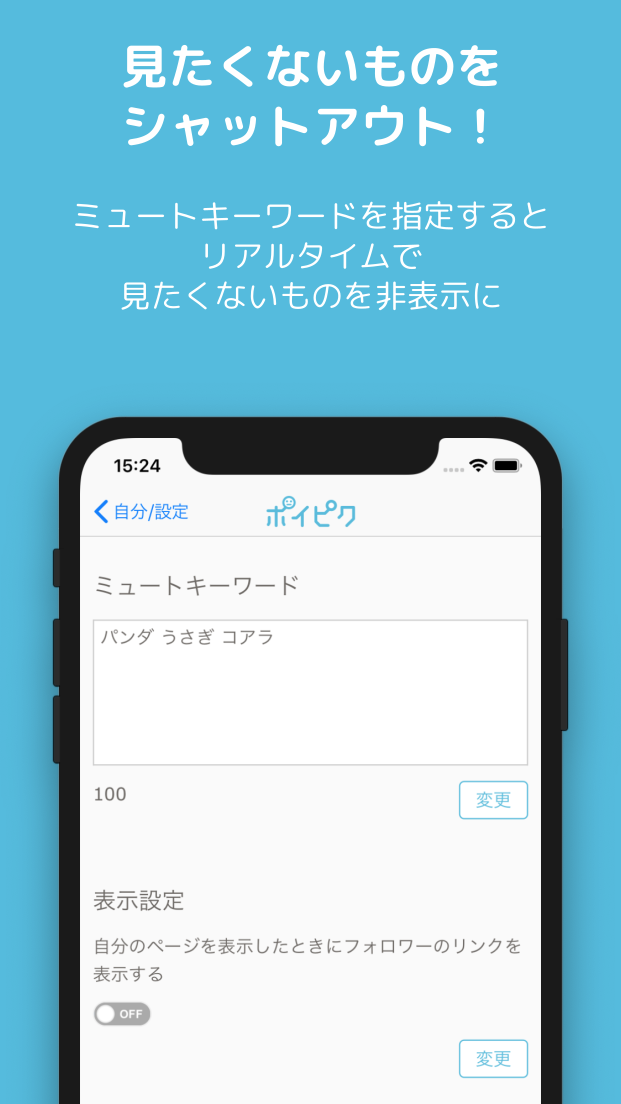 見たくないものを
シャットアウト！
ミュートキーワードを指定すると
リアルタイムで
見たくないものを非表示に
15:24
自分/設定
ポイピク
ミュートキーワード
パンダ うさぎ コアラ
100
変更
表示設定
自分のページを表示したときにフォロワーのリンクを
表示する
OFF
変更